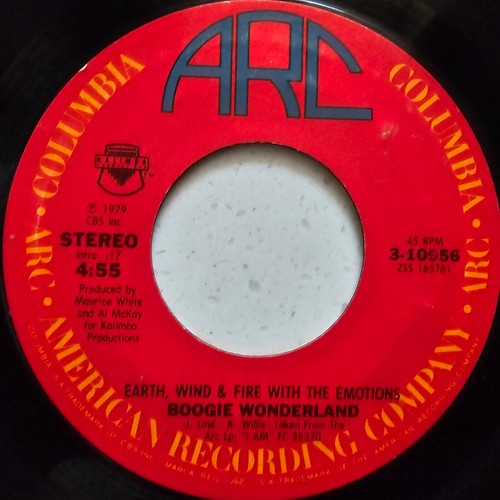 ARC
COLUMBIA • ARC • AMERICAN RECORDING COMPANY • ARC • COLUMBIA
KALIMBA
℗ 1979
CBS Inc.
STEREO
Intro. :17
4:55
Produced by
Maurice White
and Al McKay
for Kalimba
Productions
45 RPM
3-10956
ZSS 165781
EARTH, WIND & FIRE WITH THE EMOTIONS
BOOGIE WONDERLAND
J. Lind A. Willis Taken From The
Arc Lp: "I AM" FC 35730